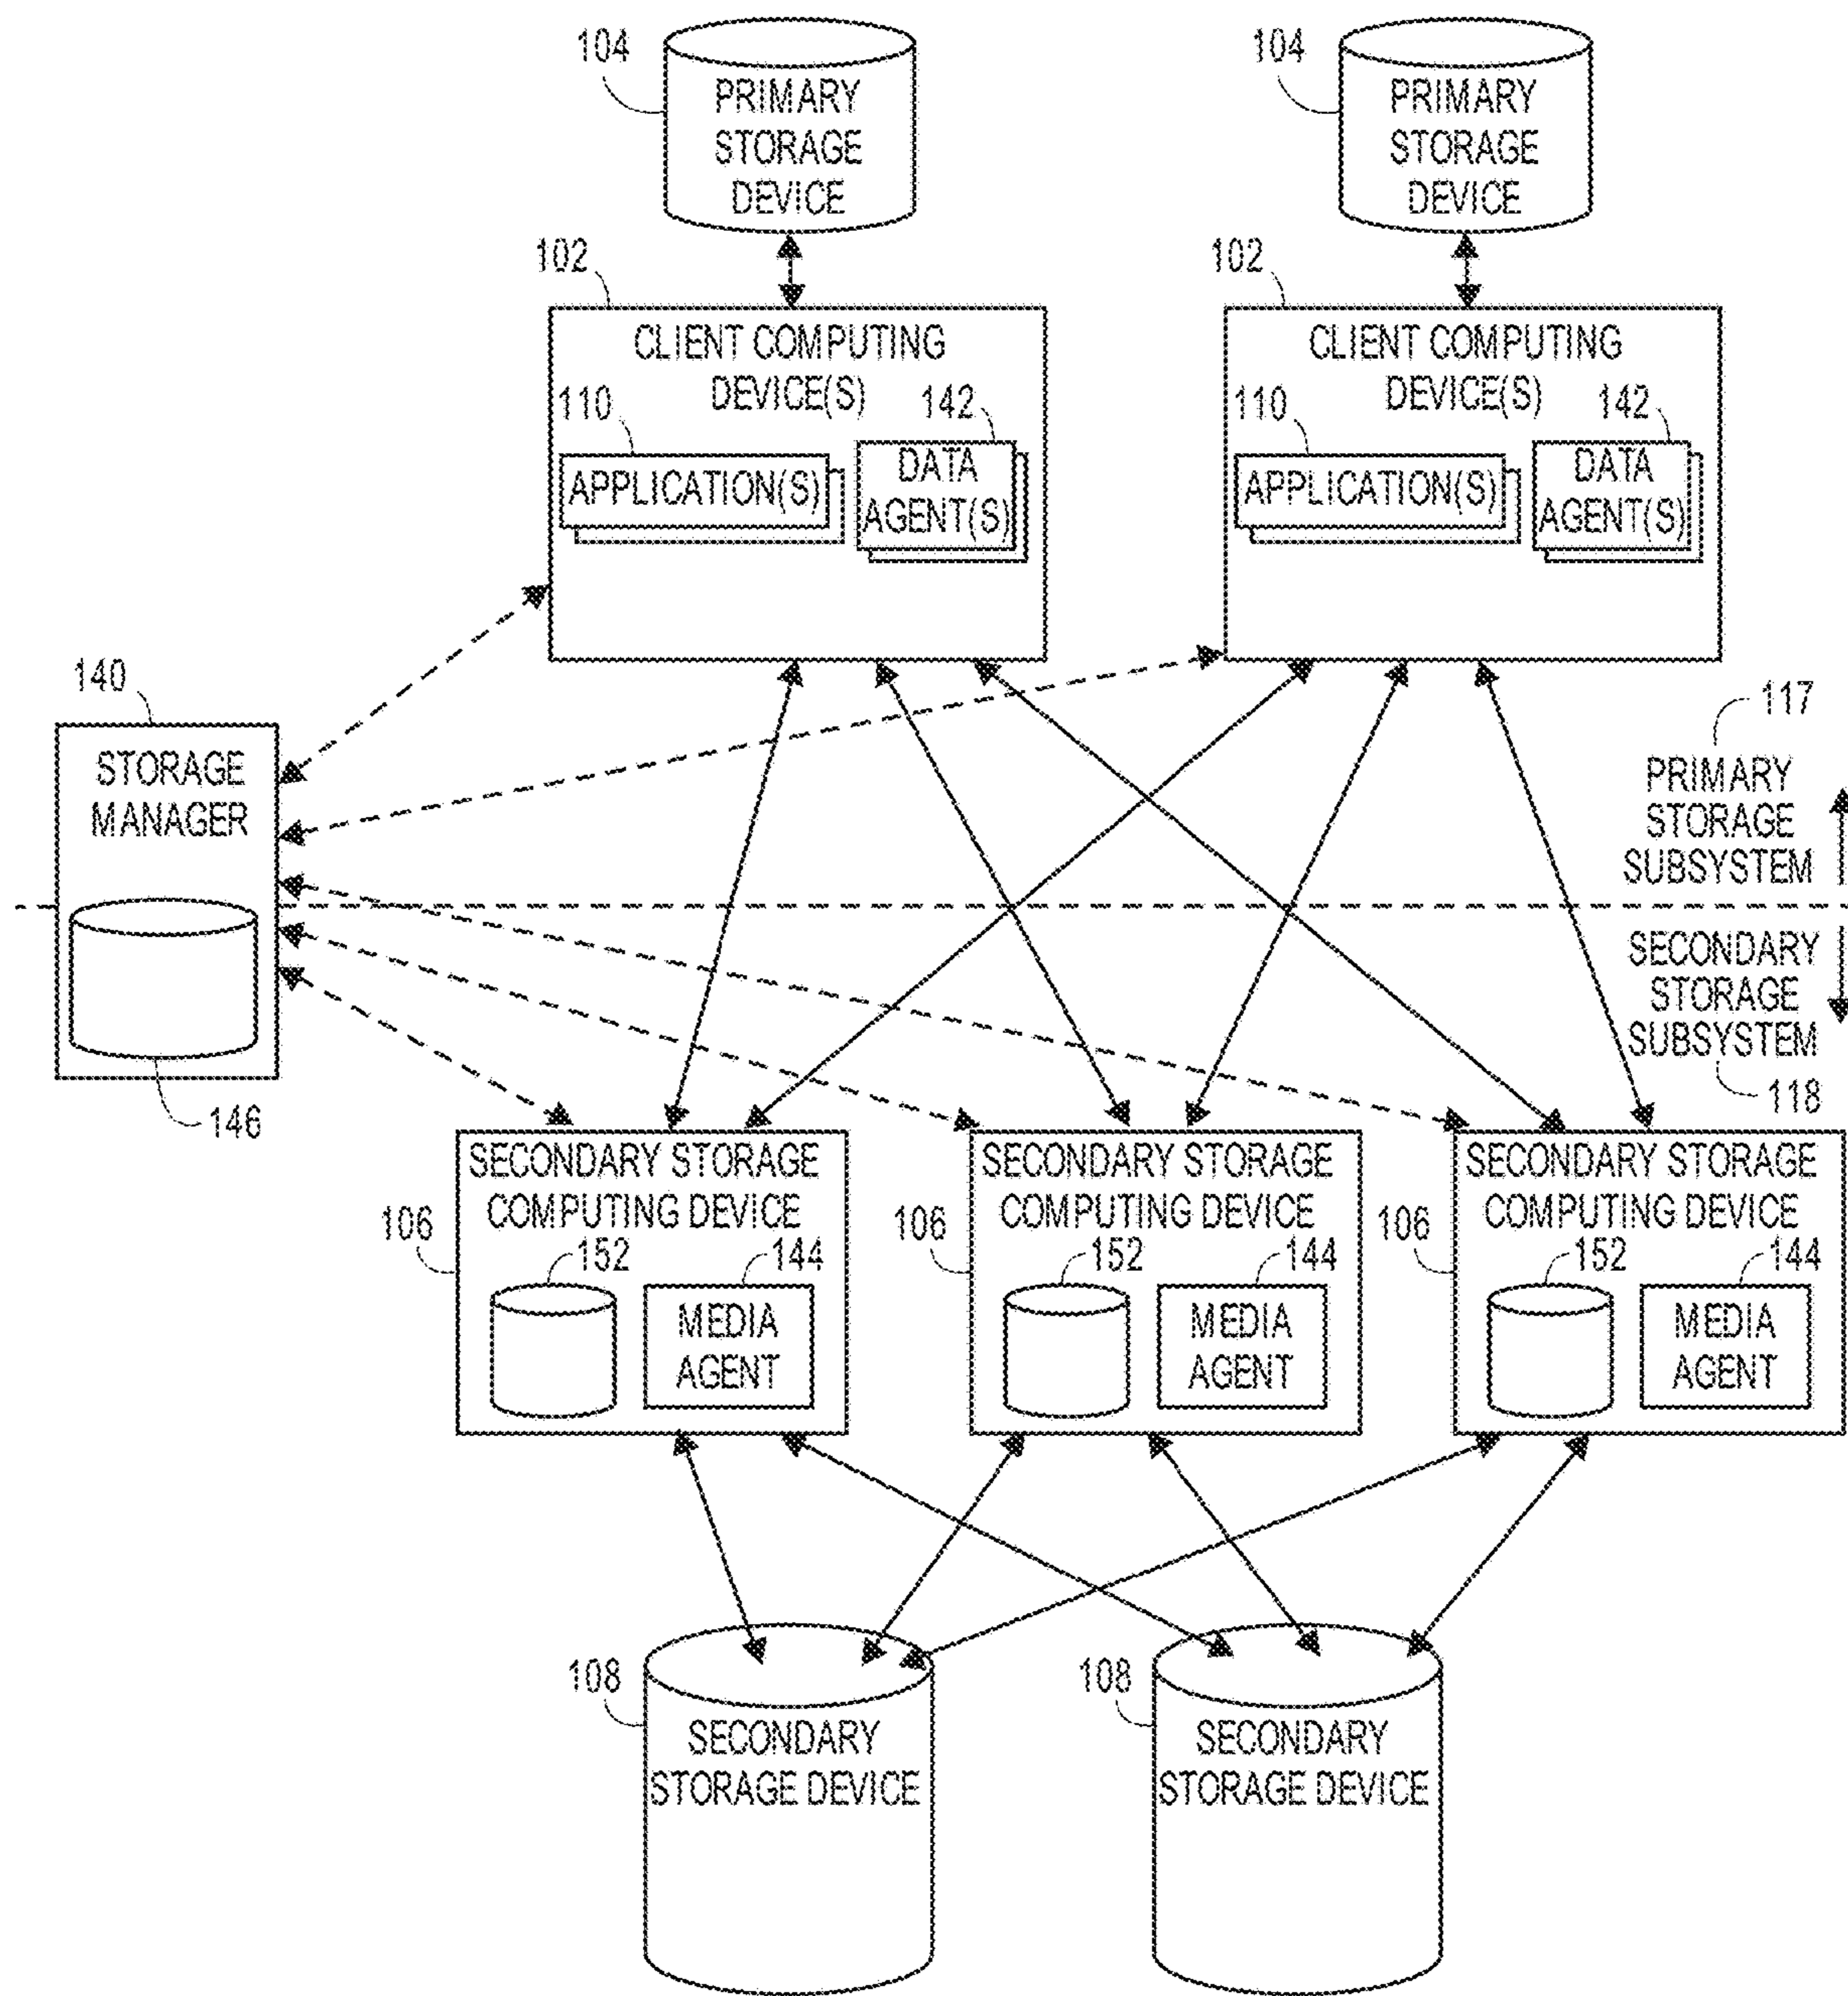 104
PRIMARY
STORAGE
DEVICE
104
PRIMARY
STORAGE
DEVICE
102
CLIENT COMPUTING
DEVICE(S)
110
142
APPLICATION(S)
DATA
AGENT(S)
102
CLIENT COMPUTING
DEVICE(S)
110
142
APPLICATION(S)
DATA
AGENT(S)
140
STORAGE
MANAGER
146
117
PRIMARY
STORAGE
SUBSYSTEM
SECONDARY
STORAGE
SUBSYSTEM
118
106
SECONDARY STORAGE
COMPUTING DEVICE
152
144
MEDIA
AGENT
106
SECONDARY STORAGE
COMPUTING DEVICE
152
144
MEDIA
AGENT
106
SECONDARY STORAGE
COMPUTING DEVICE
152
144
MEDIA
AGENT
108
SECONDARY
STORAGE DEVICE
108
SECONDARY
STORAGE DEVICE